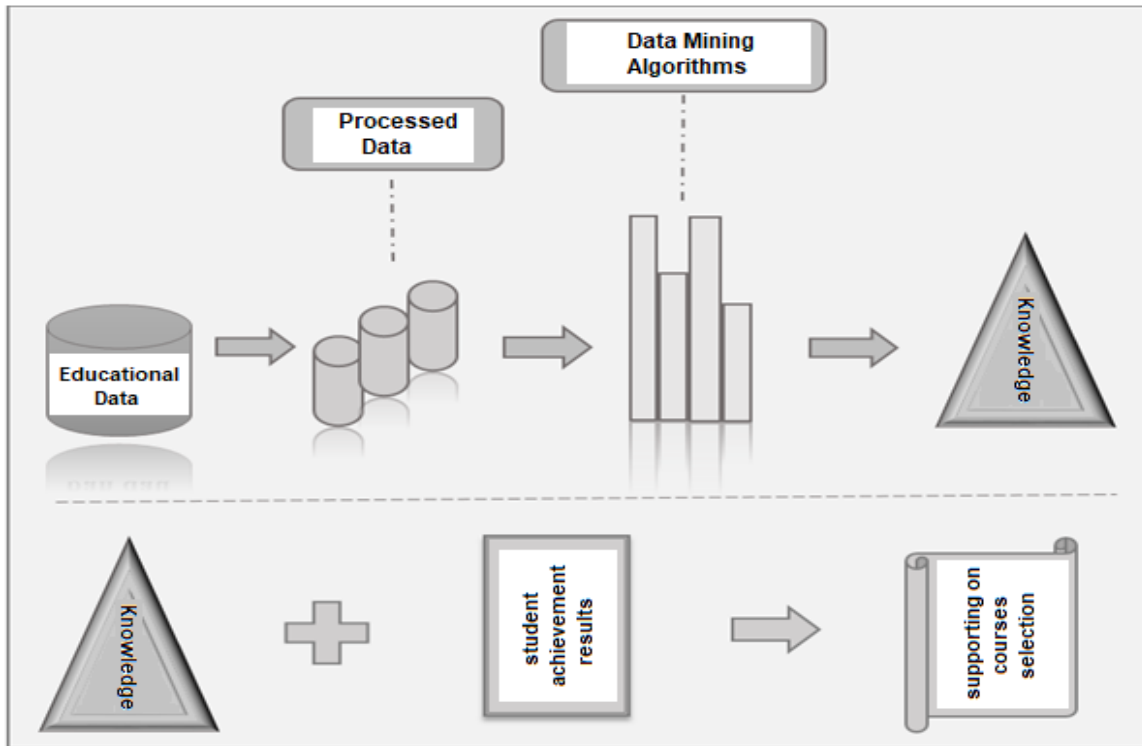 Data Mining
Algorithms
Processed
Data
Educational
Data
Knowledge
Knowledge
student
achievement
results
supporting on
courses
selection